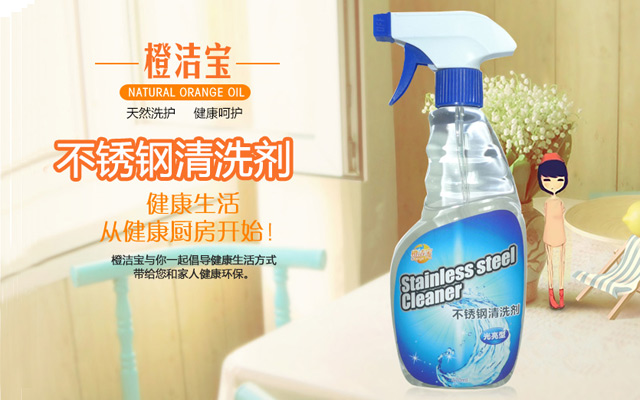 橙洁宝
NATURAL ORANGE OIL
天然洗护 健康呵护
不锈钢清洗剂
健康生活
从健康厨房开始！
橙洁宝与你一起倡导健康生活方式
带给您和家人健康环保。
Stainless steel
Cleaner
不锈钢清洗剂
光亮型